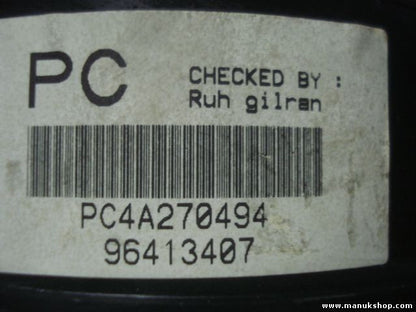 PC
CHECKED BY :
Ruh gilran
PC4A270494
96413407
www.manukshop.com